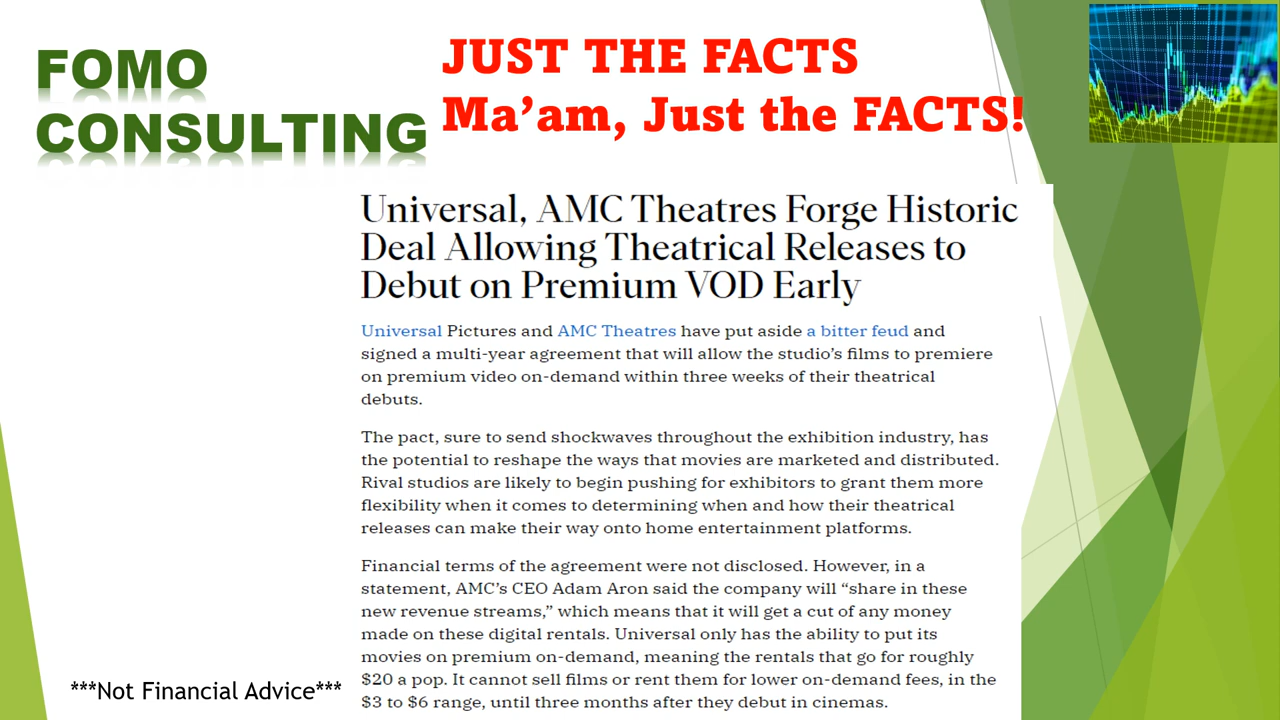 FOMO
CONSULTING
JUST THE FACTS
Ma’am, Just the FACTS!
Universal, AMC Theatres Forge Historic
Deal Allowing Theatrical Releases to
Debut on Premium VOD Early
Universal Pictures and AMC Theatres have put aside a bitter feud and
signed a multi-year agreement that will allow the studio’s films to premiere
on premium video on-demand within three weeks of their theatrical
debuts.
The pact, sure to send shockwaves throughout the exhibition industry, has
the potential to reshape the ways that movies are marketed and distributed.
Rival studios are likely to begin pushing for exhibitors to grant them more
flexibility when it comes to determining when and how their theatrical
releases can make their way onto home entertainment platforms.
Financial terms of the agreement were not disclosed. However, in a
statement, AMC’s CEO Adam Aron said the company will “share in these
new revenue streams,” which means that it will get a cut of any money
made on these digital rentals. Universal only has the ability to put its
movies on premium on-demand, meaning the rentals that go for roughly
$20 a pop. It cannot sell films or rent them for lower on-demand fees, in the
$3 to $6 range, until three months after they debut in cinemas.
***Not Financial Advice***